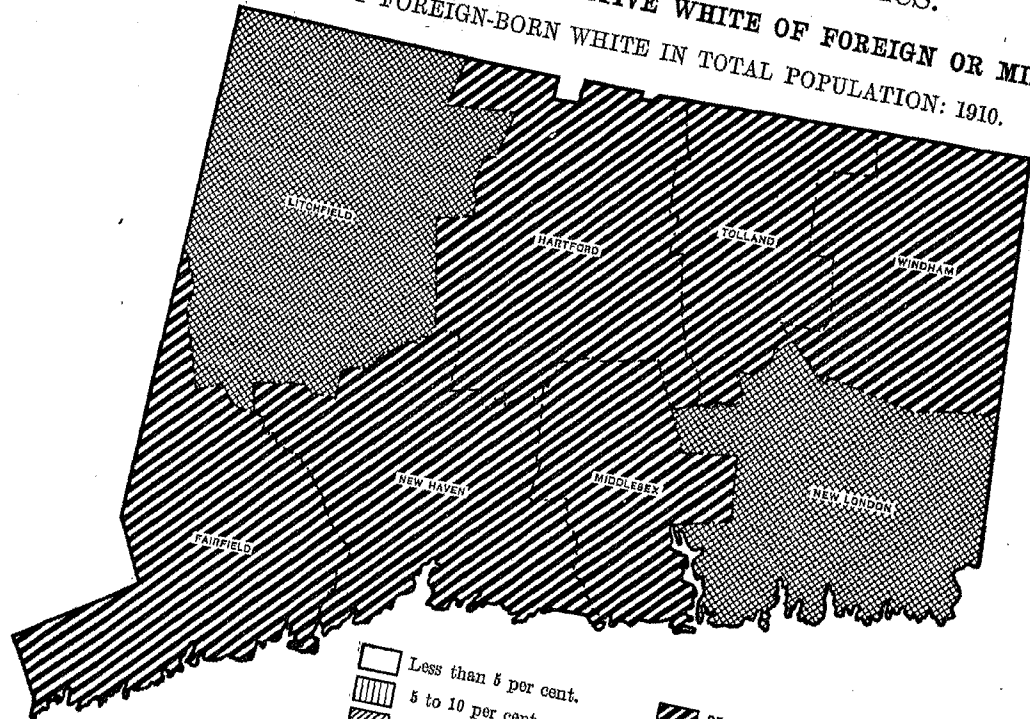 WHITE OF FOREIGN OR
FOREIGN-BORN WHITE IN TOTAL POPULATION: 1910.
LITCHFIELD
HARTFORD
TOLLAND
WINDHAM
NEW HAVEN
MIDDLESEX
NEW LONDON
FAIRFIELD
Less than 5 per cent.
5 to 10 per cent.